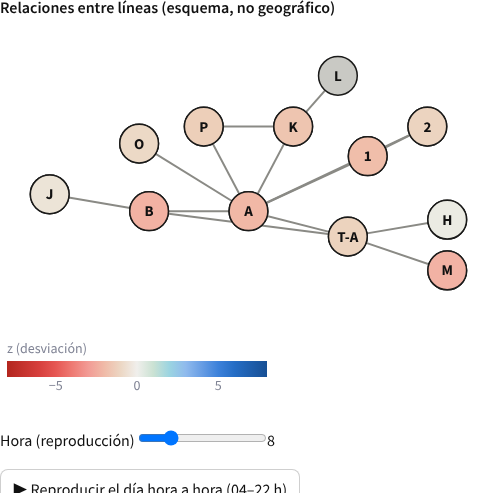 Relaciones entre líneas (esquema, no geográfico)
L
P K 2
O 1
J B A T-A H
M
z (desviación)
−5 0 5
Hora (reproducción) 8
▶ Reproducir el día hora a hora (04–22 h)